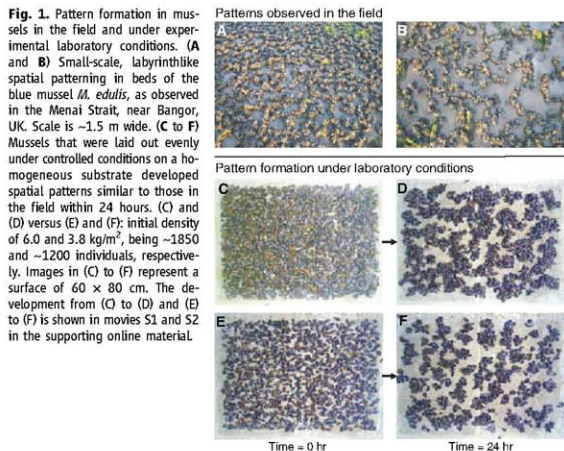 Fig. 1. Pattern formation in mus-
sels in the field and under exper-
imental laboratory conditions. (A
and B) Small-scale, labyrinthlike
spatial patterning in beds of the
blue mussel M. edulis, as observed
in the Menai Strait, near Bangor,
UK. Scale is ~1.5 m wide. (C to F)
Mussels that were laid out evenly
under controlled conditions on a ho-
mogeneous substrate developed
spatial patterns similar to those in
the field within 24 hours. (C) and
(D) versus (E) and (F): initial density
of 6.0 and 3.8 kg/m², being ~1850
and ~1200 individuals, respective-
ly. Images in (C) to (F) represent a
surface of 60 × 80 cm. The de-
velopment from (C) to (D) and (E)
to (F) is shown in movies S1 and S2
in the supporting online material.
Patterns observed in the field
A
B
Pattern formation under laboratory conditions
C
D
E
F
Time = 0 hr
Time = 24 hr